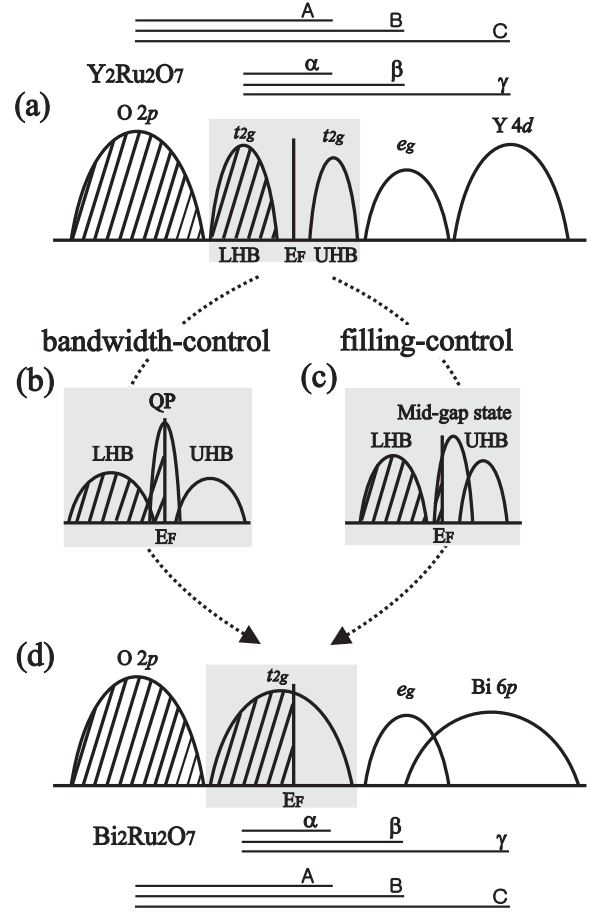 A
B
C
Y2Ru2O7
α
β
γ
(a)
O 2p
t2g
t2g
eg
Y 4d
LHB
EF
UHB
bandwidth-control
filling-control
(b)
(c)
QP
LHB
UHB
EF
Mid-gap state
LHB
UHB
EF
(d)
O 2p
t2g
eg
Bi 6p
EF
Bi2Ru2O7
α
β
γ
A
B
C